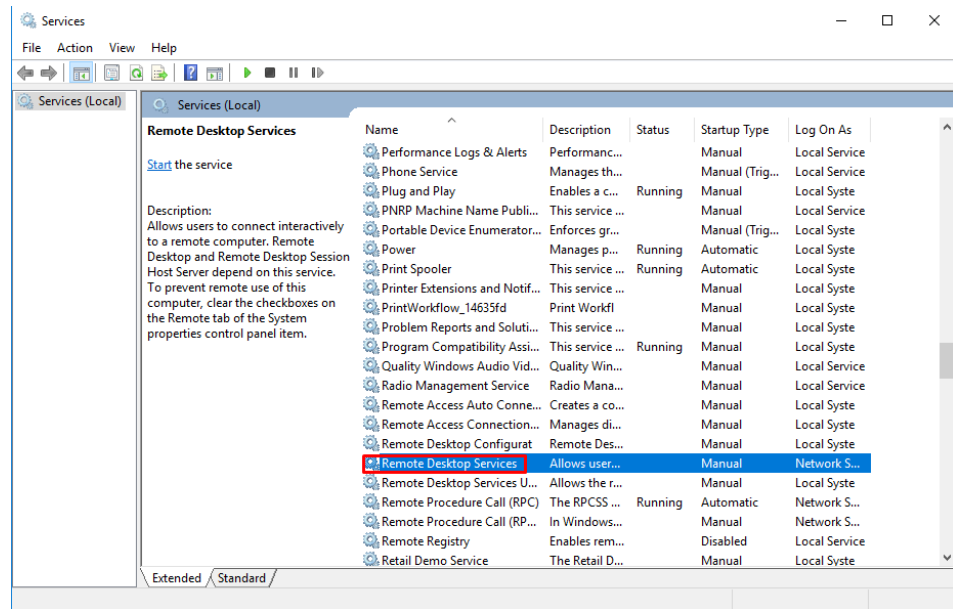 Services
File Action View Help
Services (Local)
Services (Local)
Remote Desktop Services
Start the service
Description:
Allows users to connect interactively
to a remote computer. Remote
Desktop and Remote Desktop Session
Host Server depend on this service.
To prevent remote use of this
computer, clear the checkboxes on
the Remote tab of the System
properties control panel item.
Name Description Status Startup Type Log On As
Performance Logs & Alerts Performanc... Manual Local Service
Phone Service Manages th... Manual (Trig... Local Service
Plug and Play Enables a c... Running Manual Local Syste
PNRP Machine Name Publi... This service ... Manual Local Service
Portable Device Enumerator... Enforces gr... Manual (Trig... Local Syste
Power Manages p... Running Automatic Local Syste
Print Spooler This service ... Running Automatic Local Syste
Printer Extensions and Notif... This service ... Manual Local Syste
PrintWorkflow_14635fd Print Workfl Manual Local Syste
Problem Reports and Soluti... This service ... Manual Local Syste
Program Compatibility Assi... This service ... Running Manual Local Syste
Quality Windows Audio Vid... Quality Win... Manual Local Service
Radio Management Service Radio Mana... Manual Local Service
Remote Access Auto Conne... Creates a co... Manual Local Syste
Remote Access Connection... Manages di... Manual Local Syste
Remote Desktop Configurat Remote Des... Manual Local Syste
Remote Desktop Services Allows user... Manual Network S...
Remote Desktop Services U... Allows the r... Manual Local Syste
Remote Procedure Call (RPC) The RPCSS ... Running Automatic Network S...
Remote Procedure Call (RP... In Windows... Manual Network S...
Remote Registry Enables rem... Disabled Local Service
Retail Demo Service The Retail D... Manual Local Syste
Extended Standard